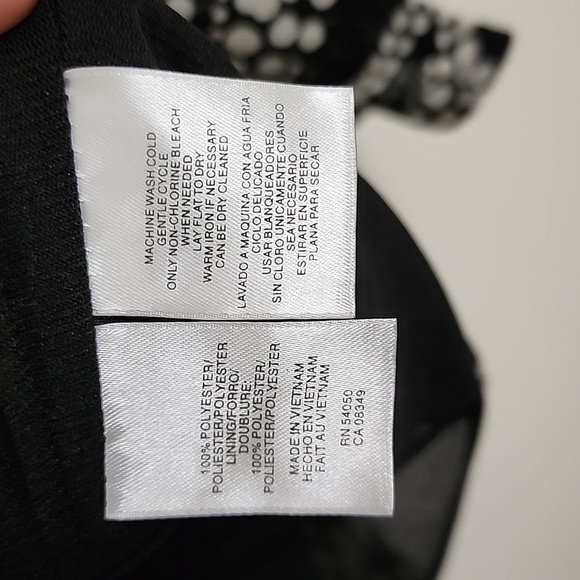 MACHINE WASH COLD
GENTLE CYCLE
ONLY NON-CHLORINE BLEACH
WHEN NEEDED
LAY FLAT TO DRY
WARM IRON IF NECESSARY
CAN BE DRY CLEANED
LAVADO A MAQUINA CON AGUA FRIA
CICLO DELICADO
USAR BLANQUEADORES
SIN CLORO UNICAMENTE CUANDO
SEA NECESARIO
ESTIRAR EN SUPERFICIE
PLANA PARA SECAR
100% POLYESTER/
POLIESTER/POLYESTER
LINING/FORRO/
DOUBLURE:
100% POLYESTER/
POLIESTER/POLYESTER
MADE IN VIETNAM
HECHO EN VIETNAM
FAIT AU VIETNAM
RN 54050
CA 08349